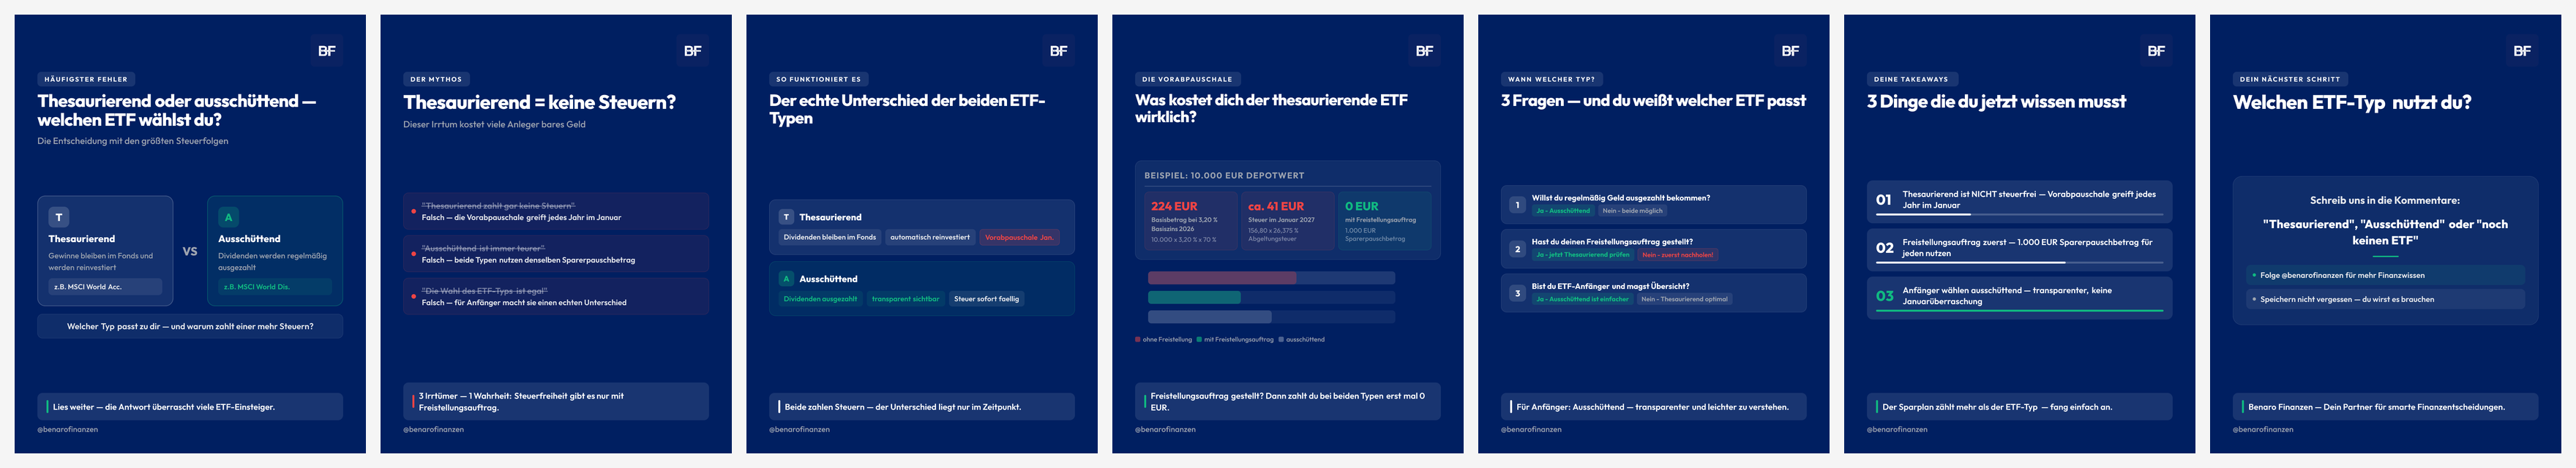 BF
HÄUFIGSTER FEHLER
Thesaurierend oder ausschüttend —
welchen ETF wählst du?
Die Entscheidung mit den größten Steuerfolgen
T
Thesaurierend
Gewinne bleiben im Fonds und
werden reinvestiert
z.B. MSCI World Acc.
VS
A
Ausschüttend
Dividenden werden regelmäßig
ausgezahlt
z.B. MSCI World Dis.
Welcher Typ passt zu dir — und warum zahlt einer mehr Steuern?
Lies weiter — die Antwort überrascht viele ETF-Einsteiger.
@benarofinanzen
BF
DER MYTHOS
Thesaurierend = keine Steuern?
Dieser Irrtum kostet viele Anleger bares Geld
"Thesaurierend zahlt gar keine Steuern"
Falsch — die Vorabpauschale greift jedes Jahr im Januar
"Ausschüttend ist immer teurer"
Falsch — beide Typen nutzen denselben Sparerpauschbetrag
"Die Wahl des ETF-Typs ist egal"
Falsch — für Anfänger macht sie einen echten Unterschied
3 Irrtümer — 1 Wahrheit: Steuerfreiheit gibt es nur mit
Freistellungsauftrag.
@benarofinanzen
BF
SO FUNKTIONIERT ES
Der echte Unterschied der beiden ETF-
Typen
T Thesaurierend
Dividenden bleiben im Fonds automatisch reinvestiert Vorabpauschale Jan.
A Ausschüttend
Dividenden ausgezahlt transparent sichtbar Steuer sofort faellig
Beide zahlen Steuern — der Unterschied liegt nur im Zeitpunkt.
@benarofinanzen
BF
DIE VORABPAUSCHALE
Was kostet dich der thesaurierende ETF
wirklich?
BEISPIEL: 10.000 EUR DEPOTWERT
224 EUR
Basisbetrag bei 3,20 %
Basiszins 2026
10.000 x 3,20 % x 70 %
ca. 41 EUR
Steuer im Januar 2027
156,80 x 26,375 %
Abgeltungsteuer
0 EUR
mit Freistellungsauftrag
1.000 EUR
Sparerpauschbetrag
ohne Freistellung mit Freistellungsauftrag ausschüttend
Freistellungsauftrag gestellt? Dann zahlst du bei beiden Typen erst mal 0
EUR.
@benarofinanzen
BF
WANN WELCHER TYP?
3 Fragen — und du weißt welcher ETF passt
1 Willst du regelmäßig Geld ausgezahlt bekommen?
Ja - Ausschüttend Nein - beide möglich
2 Hast du deinen Freistellungsauftrag gestellt?
Ja - jetzt Thesaurierend prüfen Nein - zuerst nachholen!
3 Bist du ETF-Anfänger und magst Übersicht?
Ja - Ausschüttend ist einfacher Nein - Thesaurierend optimal
Für Anfänger: Ausschüttend — transparenter und leichter zu verstehen.
@benarofinanzen
BF
DEINE TAKEAWAYS
3 Dinge die du jetzt wissen musst
01 Thesaurierend ist NICHT steuerfrei — Vorabpauschale greift jedes
Jahr im Januar
02 Freistellungsauftrag zuerst — 1.000 EUR Sparerpauschbetrag für
jeden nutzen
03 Anfänger wählen ausschüttend — transparenter, keine
Januarüberraschung
Der Sparplan zählt mehr als der ETF-Typ — fang einfach an.
@benarofinanzen
BF
DEIN NÄCHSTER SCHRITT
Welchen ETF-Typ nutzt du?
Schreib uns in die Kommentare:
"Thesaurierend", "Ausschüttend" oder "noch
keinen ETF"
Folge @benarofinanzen für mehr Finanzwissen
Speichern nicht vergessen — du wirst es brauchen
Benaro Finanzen — Dein Partner für smarte Finanzentscheidungen.
@benarofinanzen